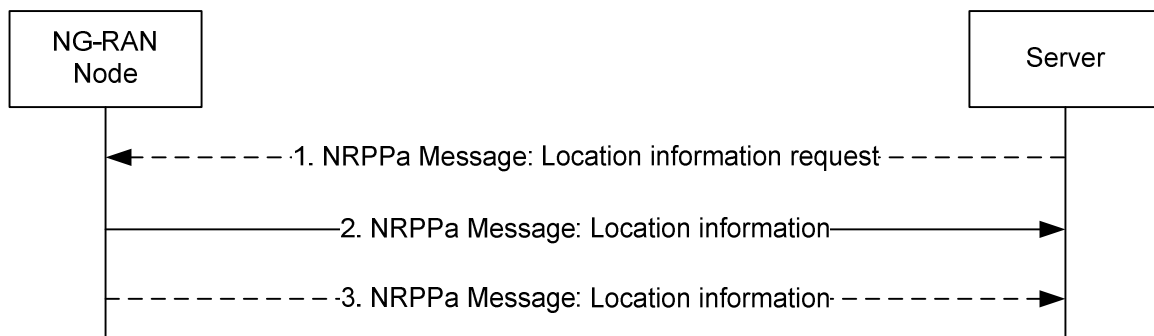 NG-RAN
Node
Server
1. NRPPa Message: Location information request
2. NRPPa Message: Location information
3. NRPPa Message: Location information